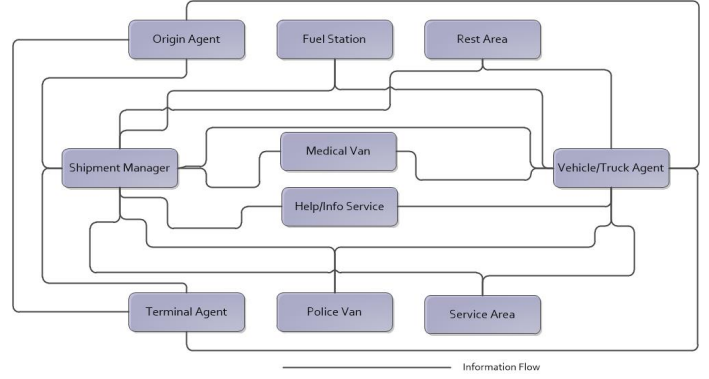 Origin Agent
Fuel Station
Rest Area
Shipment Manager
Medical Van
Vehicle/Truck Agent
Help/Info Service
Terminal Agent
Police Van
Service Area
Information Flow